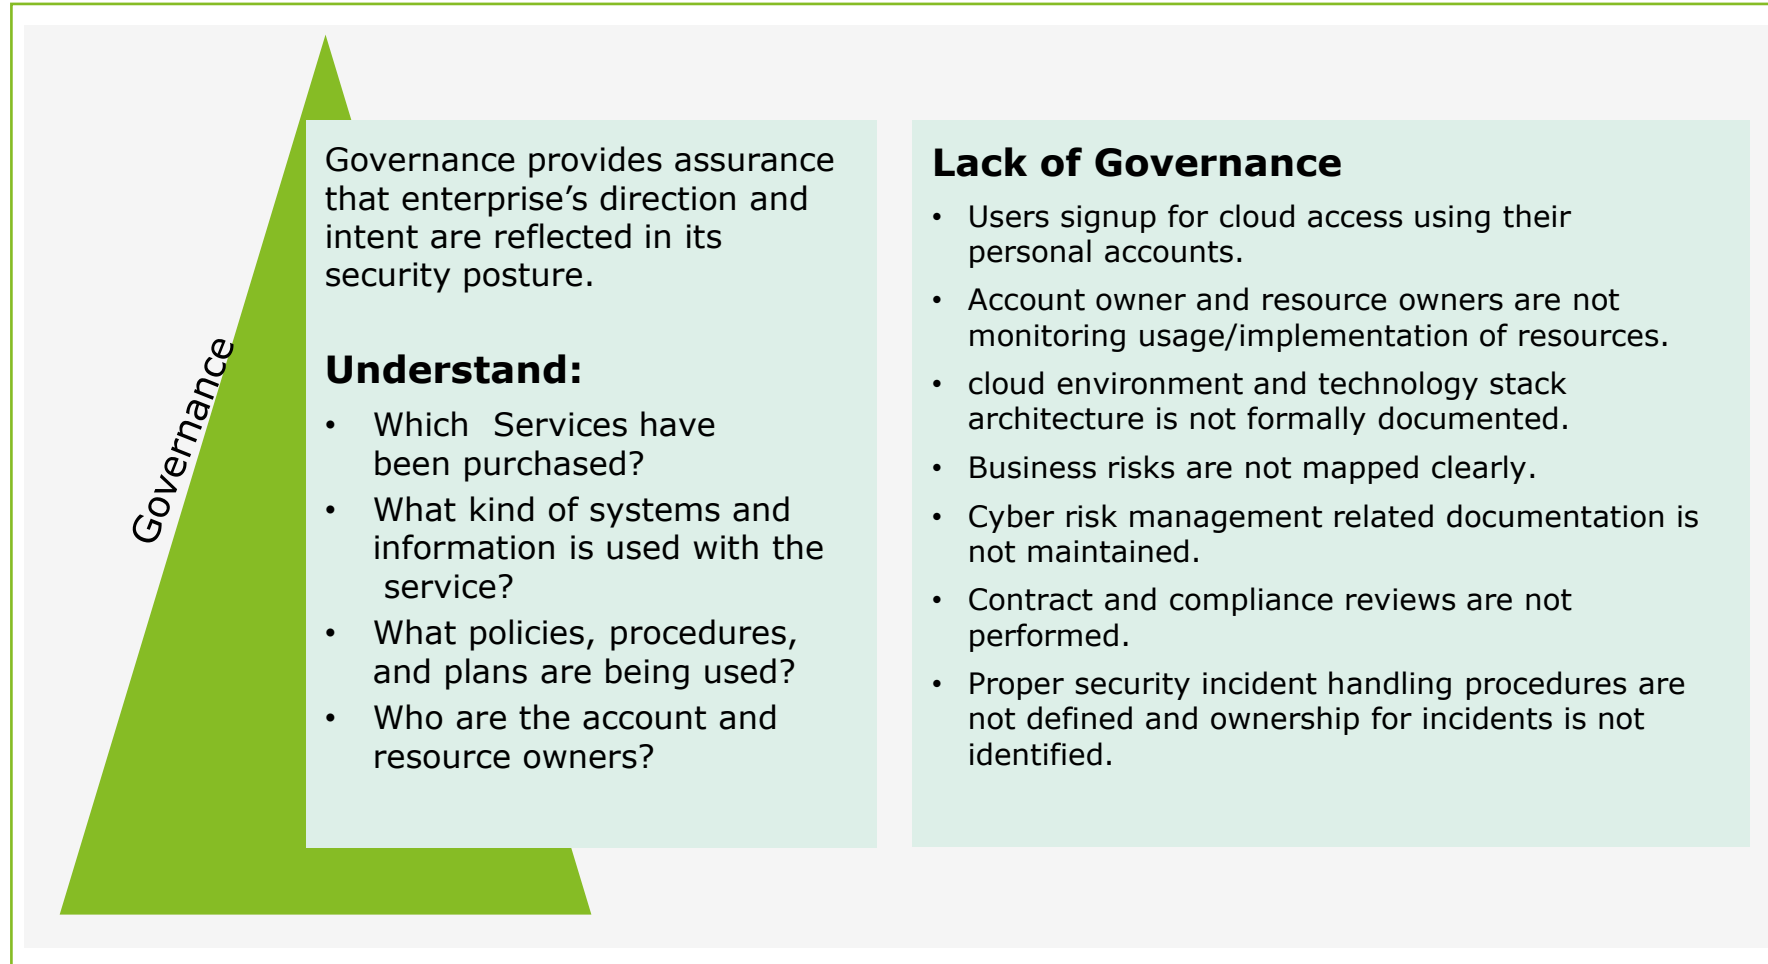 Governance
Governance provides assurance
that enterprise’s direction and
intent are reflected in its
security posture.
Understand:
• Which  Services have
been purchased?
• What kind of systems and
information is used with the
service?
• What policies, procedures,
and plans are being used?
• Who are the account and
resource owners?
Lack of Governance
• Users signup for cloud access using their
personal accounts.
• Account owner and resource owners are not
monitoring usage/implementation of resources.
• cloud environment and technology stack
architecture is not formally documented.
• Business risks are not mapped clearly.
• Cyber risk management related documentation is
not maintained.
• Contract and compliance reviews are not
performed.
• Proper security incident handling procedures are
not defined and ownership for incidents is not
identified.